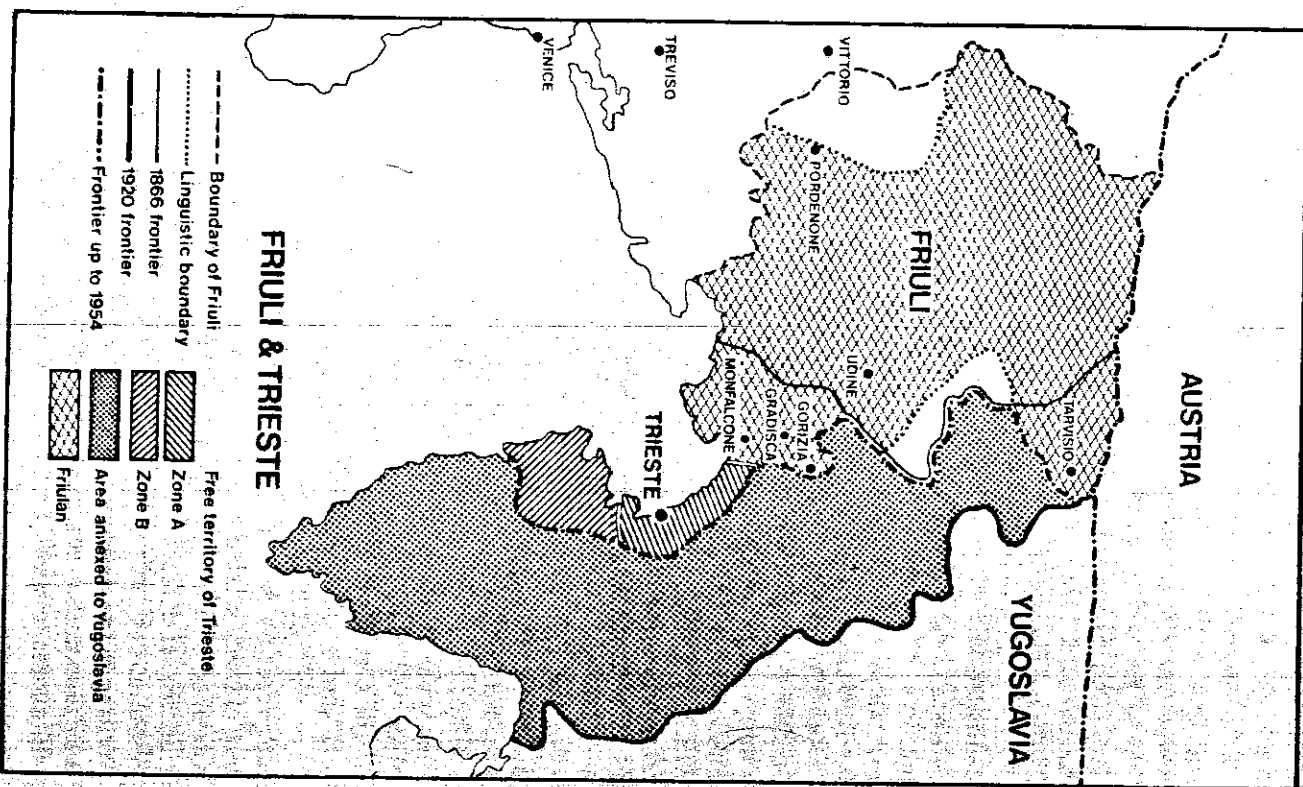 AUSTRIA
YUGOSLAVIA
TARVISIO
FRIULI
UDINE
VITTORIO
PORDENONE
GORIZIA
GRADISCA
MONFALCONE
TREVISO
TRIESTE
VENICE
FRIULI & TRIESTE
Boundary of Friuli
Linguistic boundary
1866 frontier
1920 frontier
Frontier up to 1954
Free territory of Trieste
Zone A
Zone B
Area annexed to Yugoslavia
Friulan